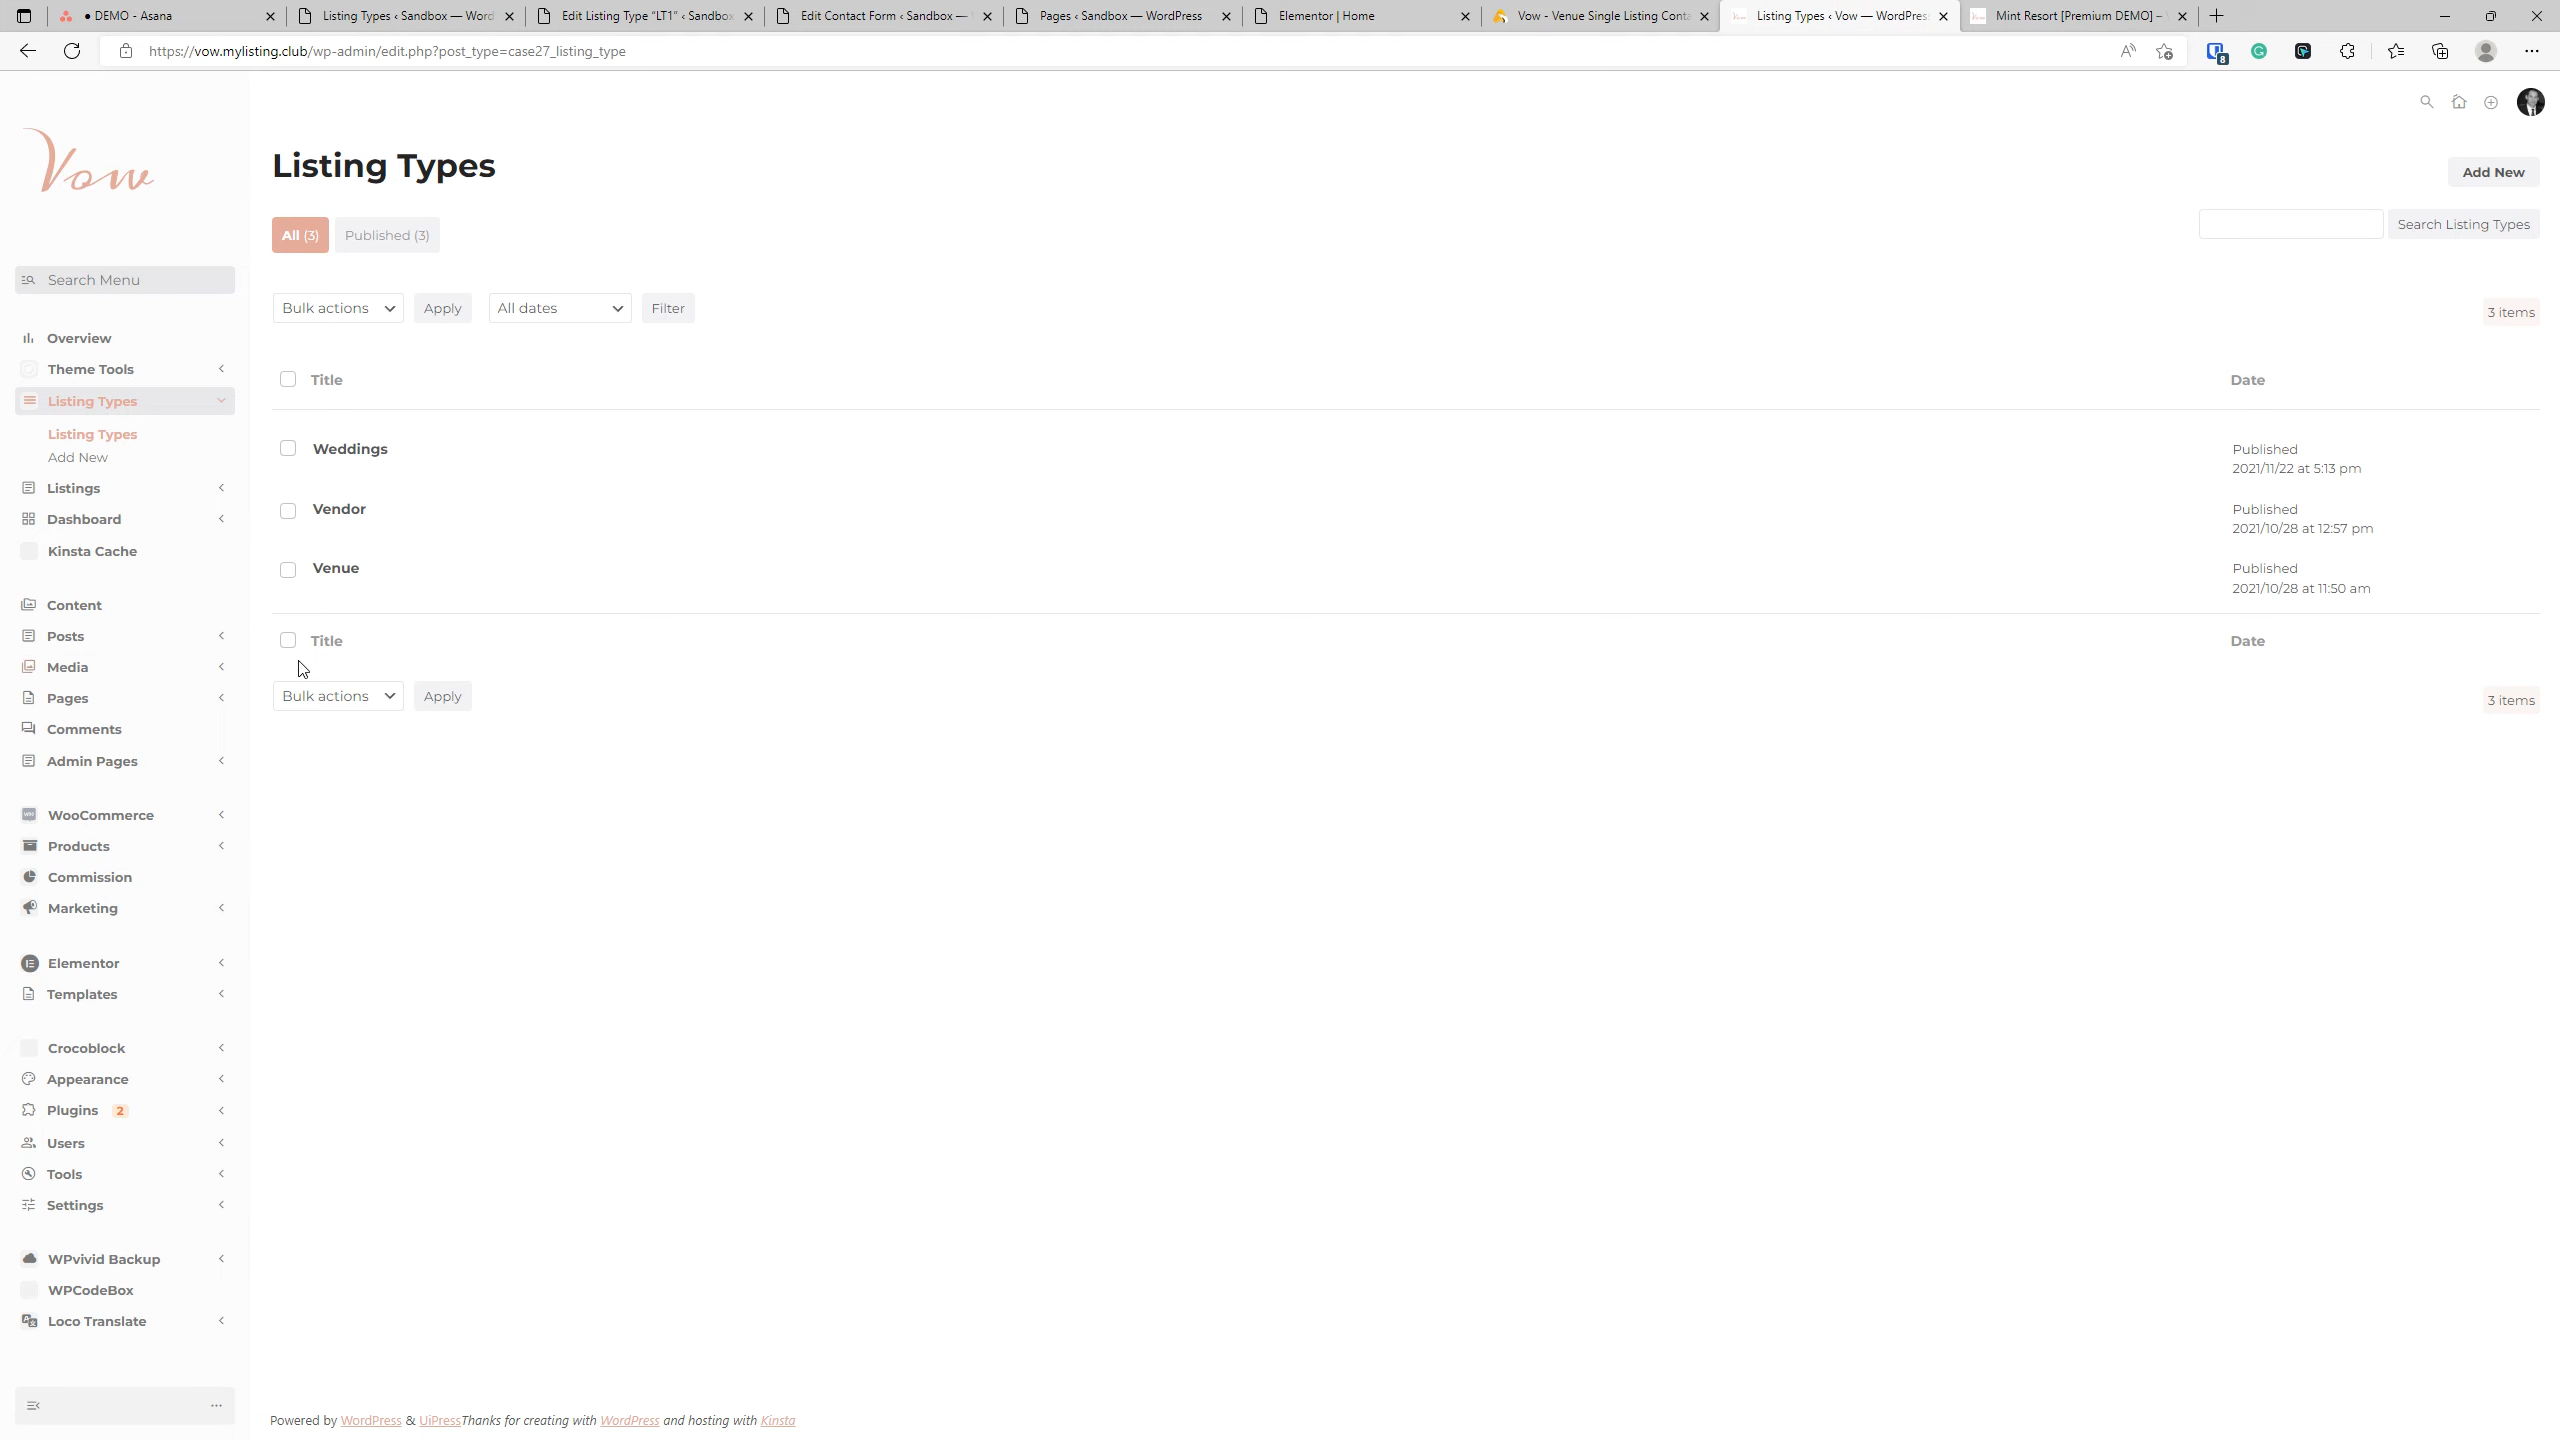 ● DEMO - Asana
Listing Types ‹ Sandbox — Word
Edit Listing Type "LT1" ‹ Sandbox
Edit Contact Form ‹ Sandbox —
Pages ‹ Sandbox — WordPress
Elementor | Home
Vow - Venue Single Listing Conta
Listing Types ‹ Vow — WordPres
Mint Resort [Premium DEMO] –
https://vow.mylisting.club/wp-admin/edit.php?post_type=case27_listing_type
8
Vow
Listing Types
Add New
All (3)
Published (3)
Search Listing Types
Search Menu
Bulk actions
Apply
All dates
Filter
3 items
Overview
Theme Tools
Listing Types
Listing Types
Add New
Listings
Dashboard
Kinsta Cache
Content
Posts
Media
Pages
Comments
Admin Pages
WooCommerce
Products
Commission
Marketing
Elementor
Templates
Crocoblock
Appearance
Plugins 2
Users
Tools
Settings
WPvivid Backup
WPCodeBox
Loco Translate
Title
Date
Weddings
Published
2021/11/22 at 5:13 pm
Vendor
Published
2021/10/28 at 12:57 pm
Venue
Published
2021/10/28 at 11:50 am
Title
Date
Bulk actions
Apply
3 items
Powered by WordPress & UiPressThanks for creating with WordPress and hosting with Kinsta